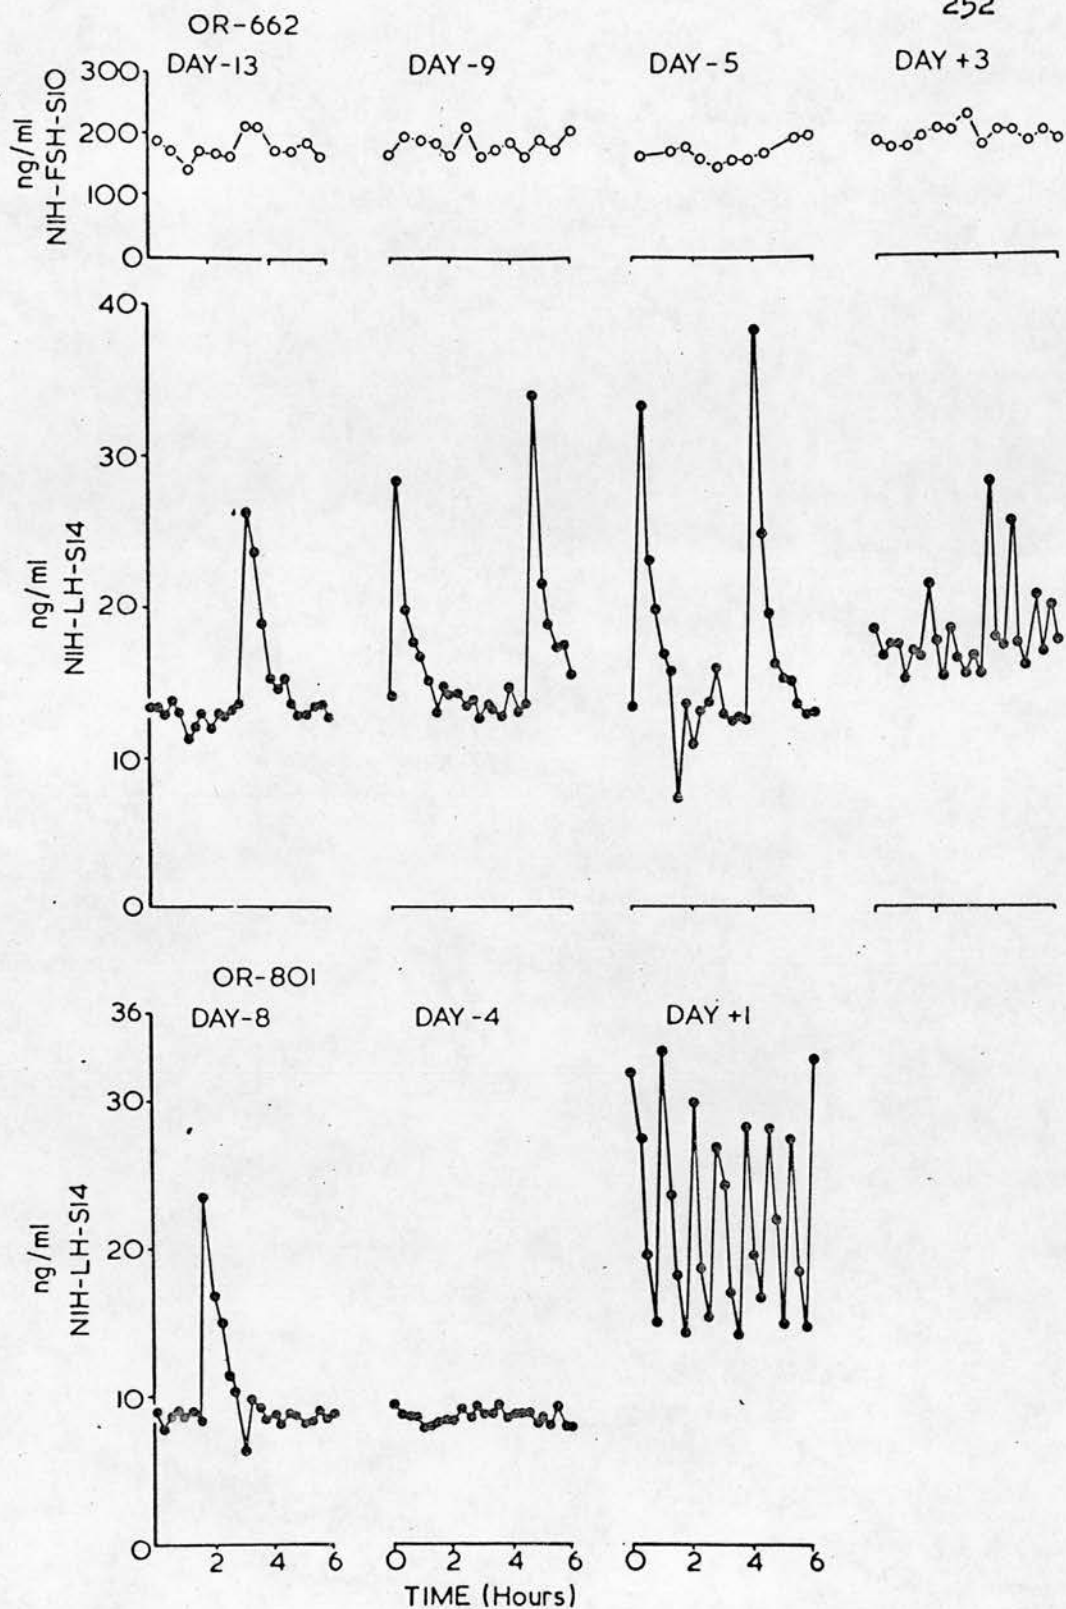 252
OR-662
DAY-13 DAY-9 DAY-5 DAY +3
300
200
100
0
ng/ml
NIH-FSH-S10
40
30
20
10
0
ng/ml
NIH-LH-S14
OR-801
DAY-8 DAY-4 DAY +1
36
30
20
10
0
ng/ml
NIH-LH-S14
2 4 6 0 2 4 6 0 2 4 6
TIME (Hours)